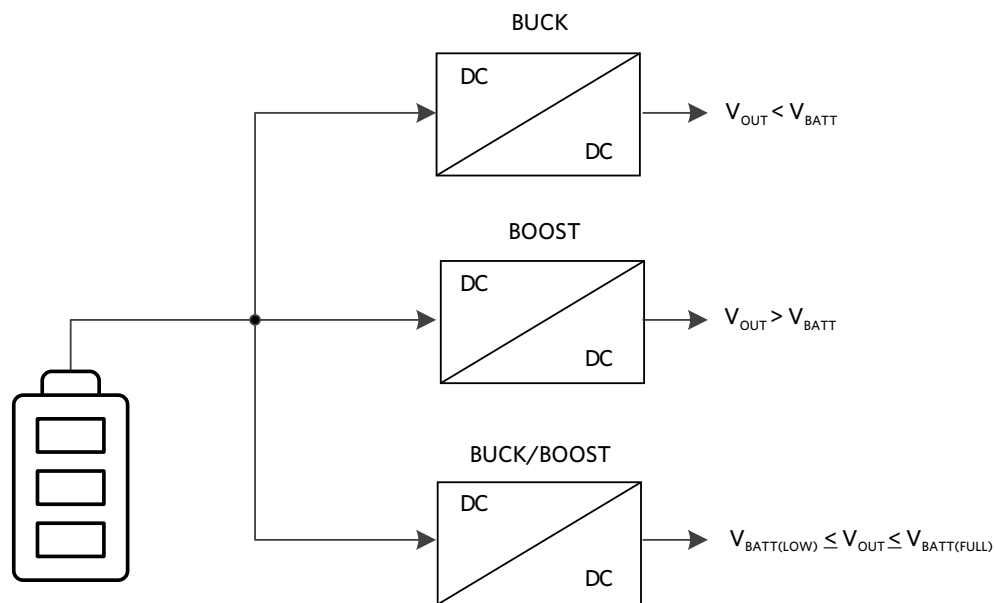 BUCK
DC
DC
V_OUT < V_BATT
BOOST
DC
DC
V_OUT > V_BATT
BUCK/BOOST
DC
DC
V_BATT(LOW) ≤ V_OUT ≤ V_BATT(FULL)